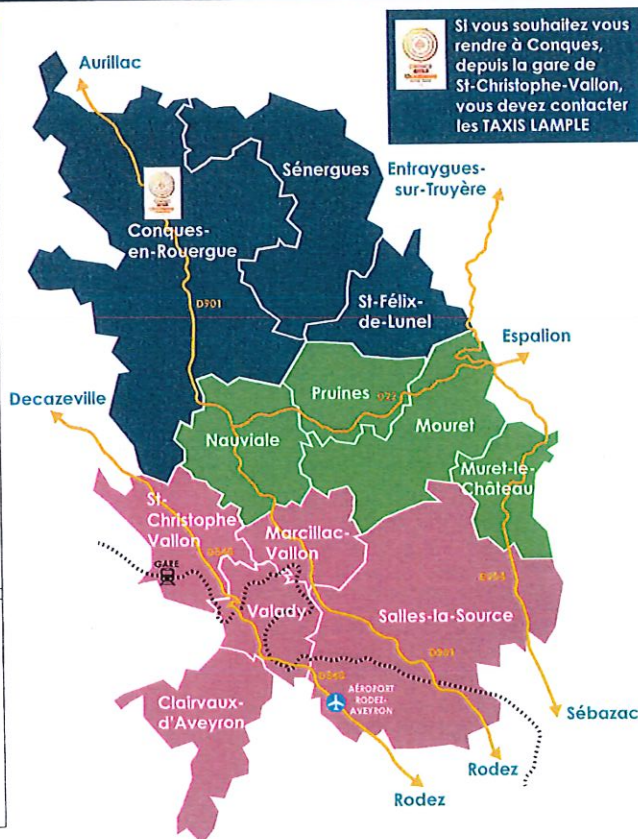 Si vous souhaitez vous
rendre à Conques,
depuis la gare de
St-Christophe-Vallon,
vous devez contacter
les TAXIS LAMPLE
Aurillac
Sénergues
Entraygues-
sur-Truyère
Conques-
en-Rouergue
St-Félix-
de-Lunel
D901
Espalion
Decazeville
Pruines
Nauviale
Mouret
Muret-le-
Château
St-
Christophe
Vallon
Marcillac-
Vallon
D840
GARE
Valady
Salles-la-Source
D901
D840
AÉROPORT
RODEZ-
AVEYRON
Clairvaux-
d'Aveyron
Sébazac
Rodez
Rodez